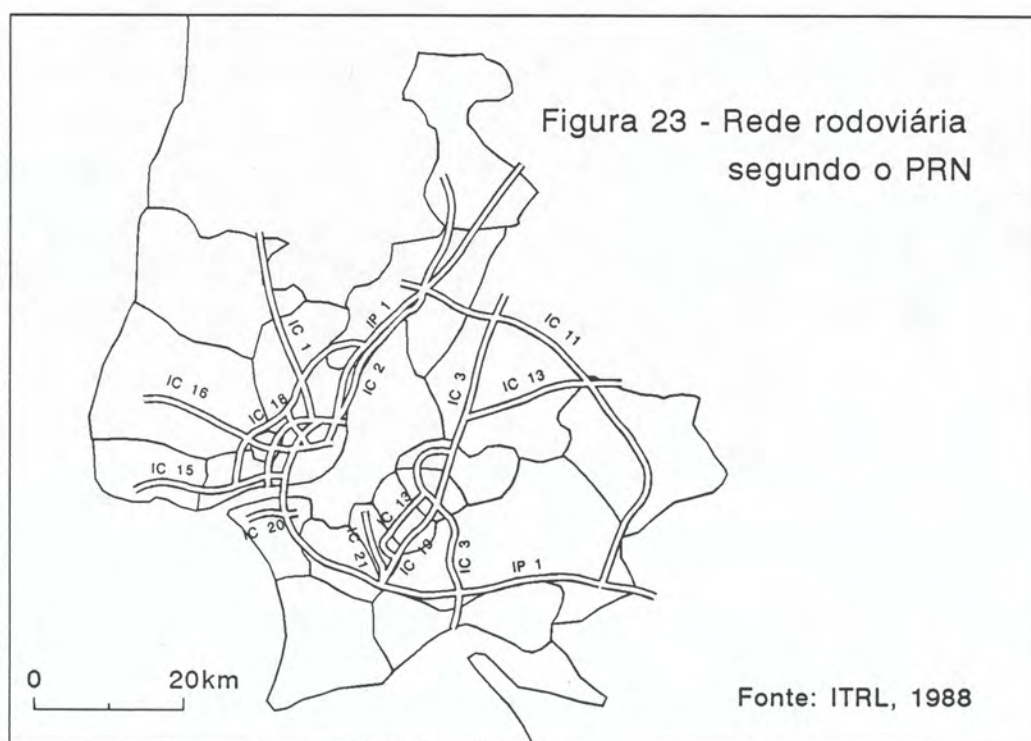 Figura 23 - Rede rodoviária
segundo o PRN
IC 1
IP 1
IC 11
IC 2
IC 3
IC 13
IC 16
IC 18
IC 15
IC 13
IC 20
IC 21
IC 19
IC 3
IP 1
0 20km
Fonte: ITRL, 1988